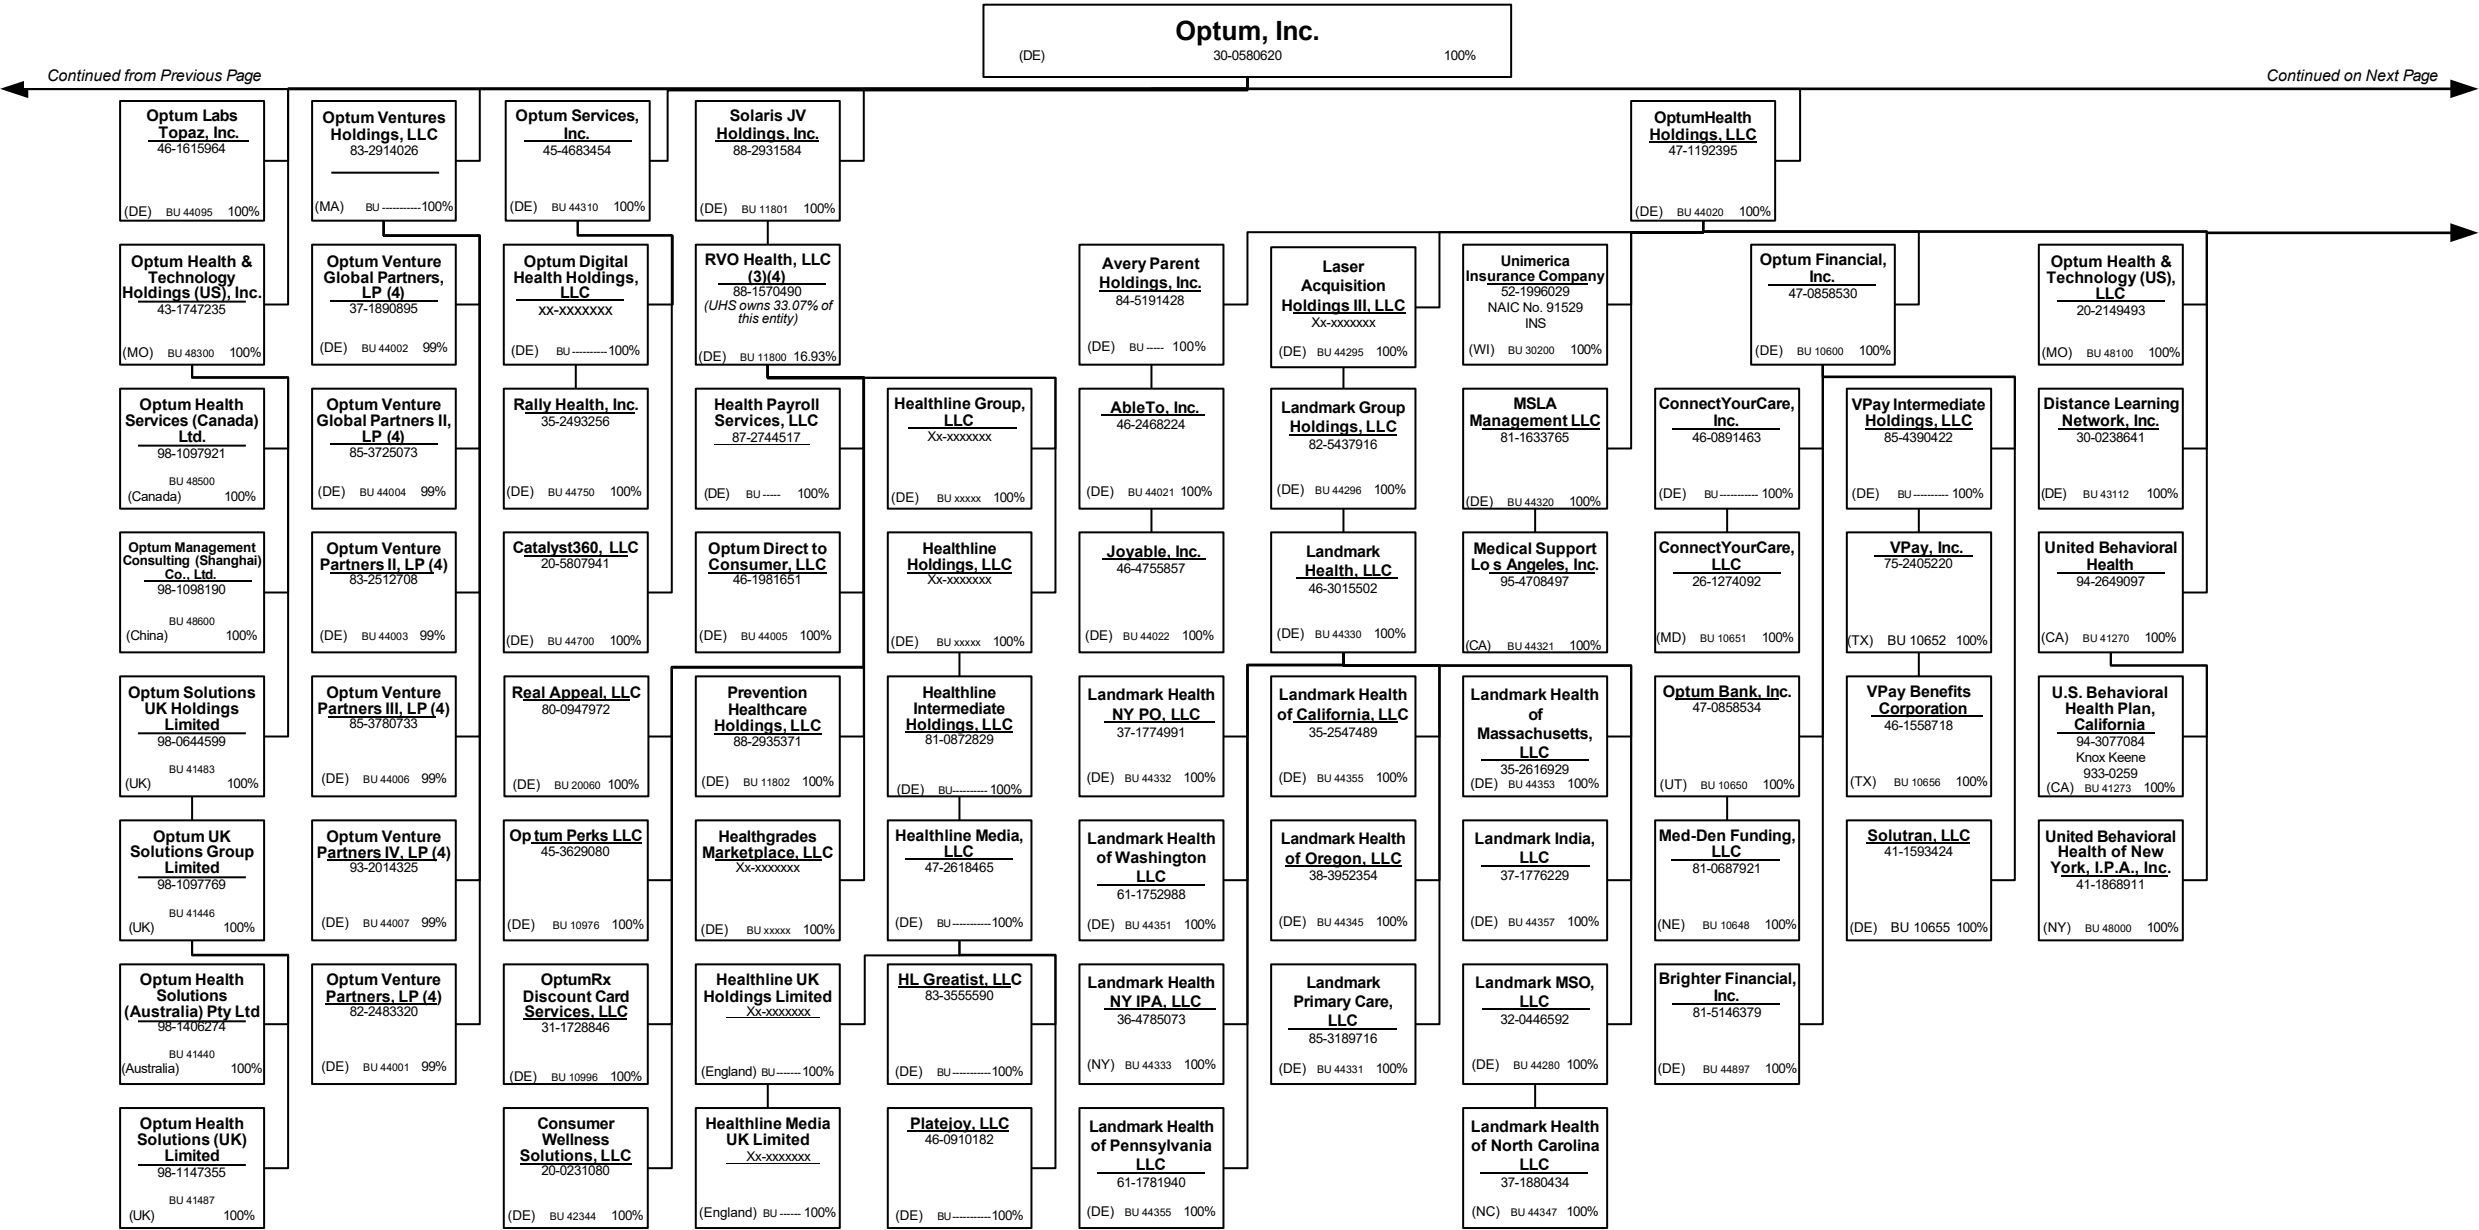 Optum, Inc.
(DE) 30-0580620 100%
Continued from Previous Page
Continued on Next Page
Optum Labs
Topaz, Inc.
46-1615964
(DE) BU 44095 100%
Optum Ventures
Holdings, LLC
83-2914026
(MA) BU -----------100%
Optum Services,
Inc.
45-4683454
(DE) BU 44310 100%
Solaris JV
Holdings, Inc.
88-2931584
(DE) BU 11801 100%
OptumHealth
Holdings, LLC
47-1192395
(DE) BU 44020 100%
Optum Health &
Technology
Holdings (US), Inc.
43-1747235
(MO) BU 48300 100%
Optum Venture
Global Partners,
LP (4)
37-1890895
(DE) BU 44002 99%
Optum Digital
Health Holdings,
LLC
xx-xxxxxxx
(DE) BU ----------100%
RVO Health, LLC
(3)(4)
88-1570490
(UHS owns 33.07% of
this entity)
(DE) BU 11800 16.93%
Avery Parent
Holdings, Inc.
84-5191428
(DE) BU ----- 100%
Laser
Acquisition
Holdings III, LLC
Xx-xxxxxxx
(DE) BU 44295 100%
Unimerica
Insurance Company
52-1996029
NAIC No. 91529
INS
(WI) BU 30200 100%
Optum Financial,
Inc.
47-0858530
(DE) BU 10600 100%
Optum Health &
Technology (US),
LLC
20-2149493
(MO) BU 48100 100%
Optum Health
Services (Canada)
Ltd.
98-1097921
BU 48500
(Canada) 100%
Optum Venture
Global Partners II,
LP (4)
85-3725073
(DE) BU 44004 99%
Rally Health, Inc.
35-2493256
(DE) BU 44750 100%
Health Payroll
Services, LLC
87-2744517
(DE) BU ----- 100%
Healthline Group,
LLC
Xx-xxxxxxx
(DE) BU xxxxx 100%
AbleTo, Inc.
46-2468224
(DE) BU 44021 100%
Landmark Group
Holdings, LLC
82-5437916
(DE) BU 44296 100%
MSLA
Management LLC
81-1633765
(DE) BU 44320 100%
ConnectYourCare,
Inc.
46-0891463
(DE) BU ----------- 100%
VPay Intermediate
Holdings, LLC
85-4390422
(DE) BU ---------- 100%
Distance Learning
Network, Inc.
30-0238641
(DE) BU 43112 100%
Optum Management
Consulting (Shanghai)
Co., Ltd.
98-1098190
BU 48600
(China) 100%
Optum Venture
Partners II, LP (4)
83-2512708
(DE) BU 44003 99%
Catalyst360, LLC
20-5807941
(DE) BU 44700 100%
Optum Direct to
Consumer, LLC
46-1981651
(DE) BU 44005 100%
Healthline
Holdings, LLC
Xx-xxxxxxx
(DE) BU xxxxx 100%
Joyable, Inc.
46-4755857
(DE) BU 44022 100%
Landmark
Health, LLC
46-3015502
(DE) BU 44330 100%
Medical Support
Lo s Angeles, Inc.
95-4708497
(CA) BU 44321 100%
ConnectYourCare,
LLC
26-1274092
(MD) BU 10651 100%
VPay, Inc.
75-2405220
(TX) BU 10652 100%
United Behavioral
Health
94-2649097
(CA) BU 41270 100%
Optum Solutions
UK Holdings
Limited
98-0644599
BU 41483
(UK) 100%
Optum Venture
Partners III, LP (4)
85-3780733
(DE) BU 44006 99%
Real Appeal, LLC
80-0947972
(DE) BU 20060 100%
Prevention
Healthcare
Holdings, LLC
88-2935371
(DE) BU 11802 100%
Healthline
Intermediate
Holdings, LLC
81-0872829
(DE) BU---------- 100%
Landmark Health
NY PO, LLC
37-1774991
(DE) BU 44332 100%
Landmark Health
of California, LLC
35-2547489
(DE) BU 44355 100%
Landmark Health
of
Massachusetts,
LLC
35-2616929
(DE) BU 44353 100%
Optum Bank, Inc.
47-0858534
(UT) BU 10650 100%
VPay Benefits
Corporation
46-1558718
(TX) BU 10656 100%
U.S. Behavioral
Health Plan,
California
94-3077084
Knox Keene
933-0259
(CA) BU 41273 100%
Optum UK
Solutions Group
Limited
98-1097769
BU 41446
(UK) 100%
Optum Venture
Partners IV, LP (4)
93-2014325
(DE) BU 44007 99%
Optum Perks LLC
45-3629080
(DE) BU 10976 100%
Healthgrades
Marketplace, LLC
Xx-xxxxxxx
(DE) BU xxxxx 100%
Healthline Media,
LLC
47-2618465
(DE) BU-----------100%
Landmark Health
of Washington
LLC
61-1752988
(DE) BU 44351 100%
Landmark Health
of Oregon, LLC
38-3952354
(DE) BU 44345 100%
Landmark India,
LLC
37-1776229
(DE) BU 44357 100%
Med-Den Funding,
LLC
81-0687921
(NE) BU 10648 100%
Solutran, LLC
41-1593424
(DE) BU 10655 100%
United Behavioral
Health of New
York, I.P.A., Inc.
41-1868911
(NY) BU 48000 100%
Optum Health
Solutions
(Australia) Pty Ltd
98-1406274
BU 41440
(Australia) 100%
Optum Venture
Partners, LP (4)
82-2483320
(DE) BU 44001 99%
OptumRx
Discount Card
Services, LLC
31-1728846
(DE) BU 10996 100%
Healthline UK
Holdings Limited
Xx-xxxxxxx
(England) BU------- 100%
HL Greatist, LLC
83-3555590
(DE) BU-----------100%
Landmark Health
NY IPA, LLC
36-4785073
(NY) BU 44333 100%
Landmark
Primary Care,
LLC
85-3189716
(DE) BU 44331 100%
Landmark MSO,
LLC
32-0446592
(DE) BU 44280 100%
Brighter Financial,
Inc.
81-5146379
(DE) BU 44897 100%
Optum Health
Solutions (UK)
Limited
98-1147355
BU 41487
(UK) 100%
Consumer
Wellness
Solutions, LLC
20-0231080
(DE) BU 42344 100%
Healthline Media
UK Limited
Xx-xxxxxxx
(England) BU ------ 100%
Platejoy, LLC
46-0910182
(DE) BU-----------100%
Landmark Health
of Pennsylvania
LLC
61-1781940
(DE) BU 44355 100%
Landmark Health
of North Carolina
LLC
37-1880434
(NC) BU 44347 100%